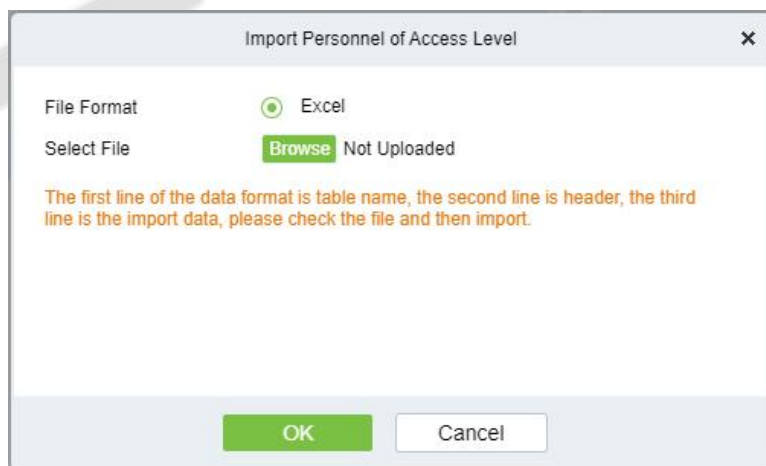 Import Personnel of Access Level ×
File Format Excel
Select File Browse Not Uploaded
The first line of the data format is table name, the second line is header, the third
line is the import data, please check the file and then import.
OK Cancel